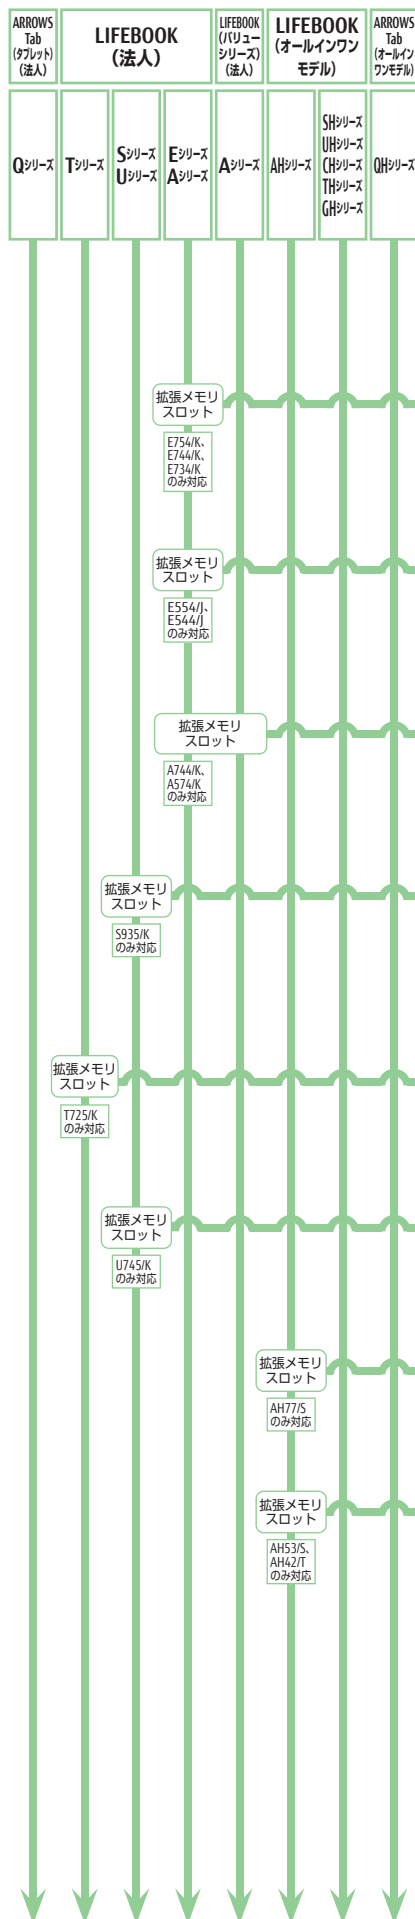 ARROWS
Tab
(タブレット)
(法人)
LIFEBOOK
(法人)
LIFEBOOK
(バリュー
シリーズ)
(法人)
LIFEBOOK
(オールインワン
モデル)
ARROWS
Tab
(オールイン
ワンモデル)
Qシリーズ
Tシリーズ
Sシリーズ
Uシリーズ
Eシリーズ
Aシリーズ
Aシリーズ
AHシリーズ
SHシリーズ
UHシリーズ
CHシリーズ
THシリーズ
GHシリーズ
QHシリーズ
拡張メモリ
スロット
E754/K、
E744/K、
E734/K
のみ対応
拡張メモリ
スロット
E554/J、
E544/J
のみ対応
拡張メモリ
スロット
A744/K、
A574/K
のみ対応
拡張メモリ
スロット
S935/K
のみ対応
拡張メモリ
スロット
T725/K
のみ対応
拡張メモリ
スロット
U745/K
のみ対応
拡張メモリ
スロット
AH77/S
のみ対応
拡張メモリ
スロット
AH53/S、
AH42/T
のみ対応